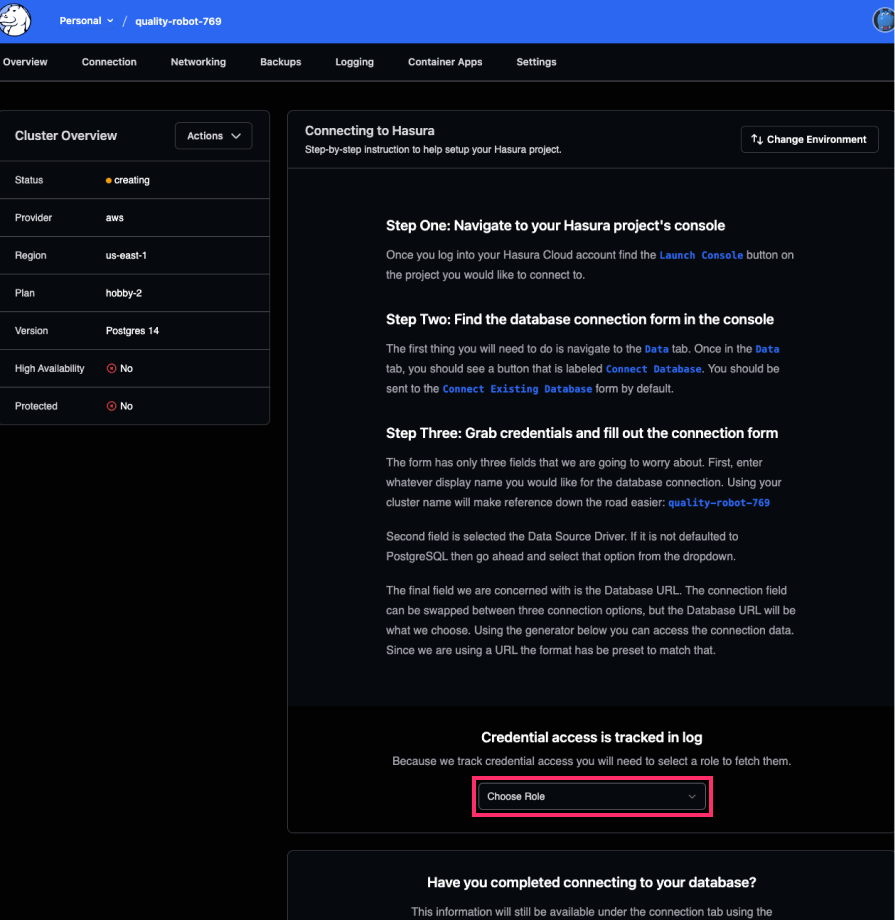 Personal / quality-robot-769
Overview Connection Networking Backups Logging Container Apps Settings
Cluster Overview
Actions
Status creating
Provider aws
Region us-east-1
Plan hobby-2
Version Postgres 14
High Availability No
Protected No
Connecting to Hasura
Step-by-step instruction to help setup your Hasura project.
Change Environment
Step One: Navigate to your Hasura project's console
Once you log into your Hasura Cloud account find the Launch Console button on
the project you would like to connect to.
Step Two: Find the database connection form in the console
The first thing you will need to do is navigate to the Data tab. Once in the Data
tab, you should see a button that is labeled Connect Database. You should be
sent to the Connect Existing Database form by default.
Step Three: Grab credentials and fill out the connection form
The form has only three fields that we are going to worry about. First, enter
whatever display name you would like for the database connection. Using your
cluster name will make reference down the road easier: quality-robot-769
Second field is selected the Data Source Driver. If it is not defaulted to
PostgreSQL then go ahead and select that option from the dropdown.
The final field we are concerned with is the Database URL. The connection field
can be swapped between three connection options, but the Database URL will be
what we choose. Using the generator below you can access the connection data.
Since we are using a URL the format has be preset to match that.
Credential access is tracked in log
Because we track credential access you will need to select a role to fetch them.
Choose Role
Have you completed connecting to your database?
This information will still be available under the connection tab using the